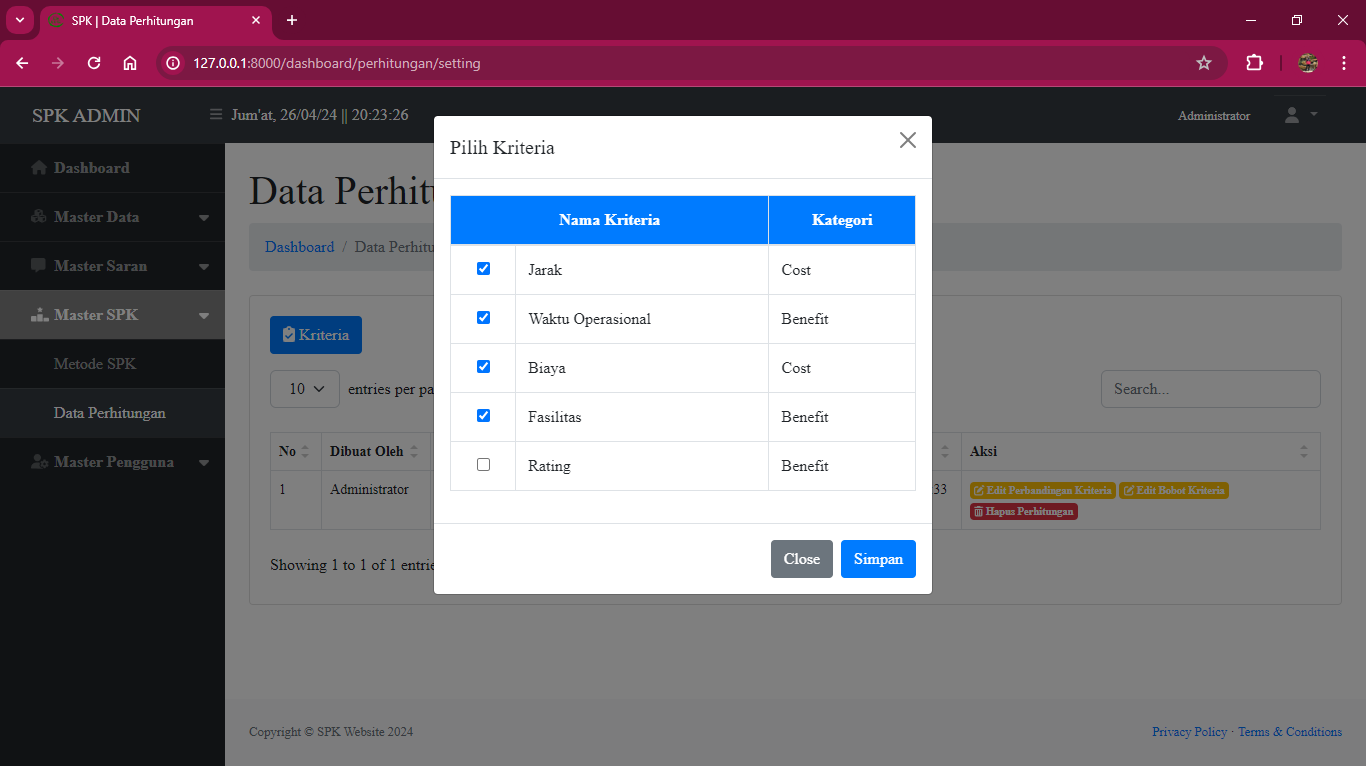 SPK | Data Perhitungan
127.0.0.1:8000/dashboard/perhitungan/setting
SPK ADMIN
Jum'at, 26/04/24 || 20:23:26
Administrator
Dashboard
Master Data
Master Saran
Master SPK
Metode SPK
Data Perhitungan
Master Pengguna
Data Perhitu
Dashboard / Data Perhitu
Kriteria
10 entries per pa
Search...
No Dibuat Oleh Aksi
1 Administrator 33 Edit Perbandingan Kriteria Edit Bobot Kriteria
Hapus Perhitungan
Showing 1 to 1 of 1 entrie
Pilih Kriteria
Nama Kriteria Kategori
Jarak Cost
Waktu Operasional Benefit
Biaya Cost
Fasilitas Benefit
Rating Benefit
Close Simpan
Copyright © SPK Website 2024
Privacy Policy · Terms & Conditions